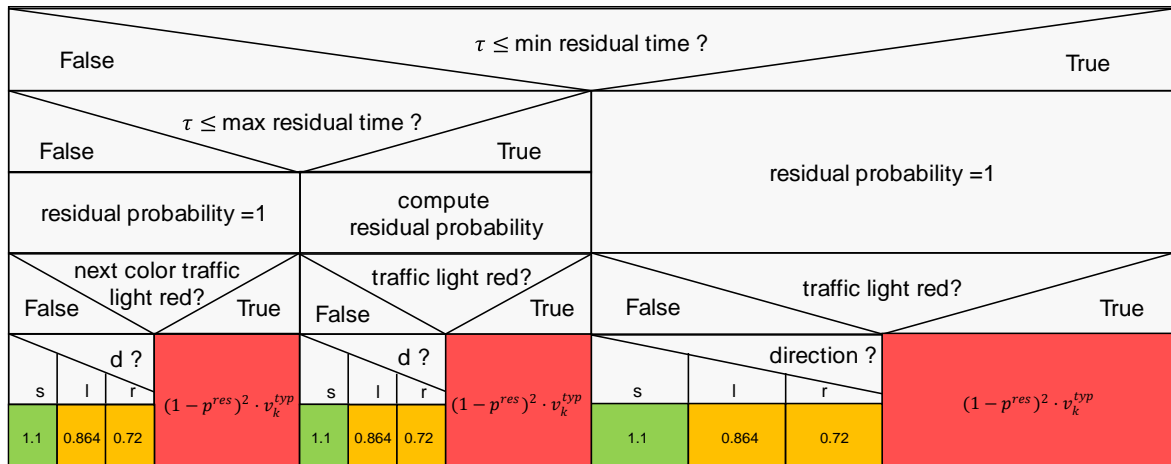 τ ≤ min residual time ?
False
True
τ ≤ max residual time ?
False
True
residual probability =1
residual probability =1
compute
residual probability
next color traffic
light red?
False
True
traffic light red?
False
True
traffic light red?
False
True
d ?
s l r
1.1 0.864 0.72
(1 − p^{res})^2 · v_k^{typ}
d ?
s l r
1.1 0.864 0.72
(1 − p^{res})^2 · v_k^{typ}
direction ?
s l r
1.1 0.864 0.72
(1 − p^{res})^2 · v_k^{typ}